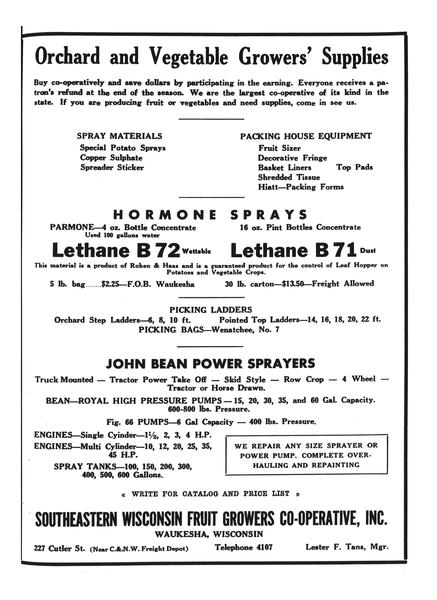 Orchard and Vegetable Growers' Supplies
Buy co-operatively and save dollars by participating in the earning. Everyone receives a pa-
tron's refund at the end of the season. We are the largest co-operative of its kind in the
state. If you are producing fruit or vegetables and need supplies, come in see us.
SPRAY MATERIALS
Special Potato Sprays
Copper Sulphate
Spreader Sticker
PACKING HOUSE EQUIPMENT
Fruit Sizer
Decorative Fringe
Basket Liners Top Pads
Shredded Tissue
Hiatt—Packing Forms
HORMONE SPRAYS
PARMONE—4 oz. Bottle Concentrate 16 oz. Pint Bottles Concentrate
Used 100 gallons water
Lethane B 72 Wettable Lethane B 71 Dust
This material is a product of Rohen & Haas and is a guaranteed product for the control of Leaf Hopper on
Potatoes and Vegetable Crops.
5 lb. bag.......$2.25—F.O.B. Waukesha 30 lb. carton—$13.50—Freight Allowed
PICKING LADDERS
Orchard Step Ladders—6, 8, 10 ft. Pointed Top Ladders—14, 16, 18, 20, 22 ft.
PICKING BAGS—Wenatchee, No. 7
JOHN BEAN POWER SPRAYERS
Truck Mounted — Tractor Power Take Off — Skid Style — Row Crop — 4 Wheel —
Tractor or Horse Drawn.
BEAN—ROYAL HIGH PRESSURE PUMPS—15, 20, 30, 35, and 60 Gal. Capacity.
600-800 lbs. Pressure.
Fig. 66 PUMPS—6 Gal Capacity — 400 lbs. Pressure.
ENGINES—Single Cyinder—1½, 2, 3, 4 H.P.
ENGINES—Multi Cylinder—10, 12, 20, 25, 35,
45 H.P.
SPRAY TANKS—100, 150, 200, 300,
400, 500, 600 Gallons.
WE REPAIR ANY SIZE SPRAYER OR
POWER PUMP. COMPLETE OVER-
HAULING AND REPAINTING
« WRITE FOR CATALOG AND PRICE LIST »
SOUTHEASTERN WISCONSIN FRUIT GROWERS CO-OPERATIVE, INC.
WAUKESHA, WISCONSIN
227 Cutler St. (Near C.&N.W. Freight Depot) Telephone 4107 Lester F. Tans, Mgr.